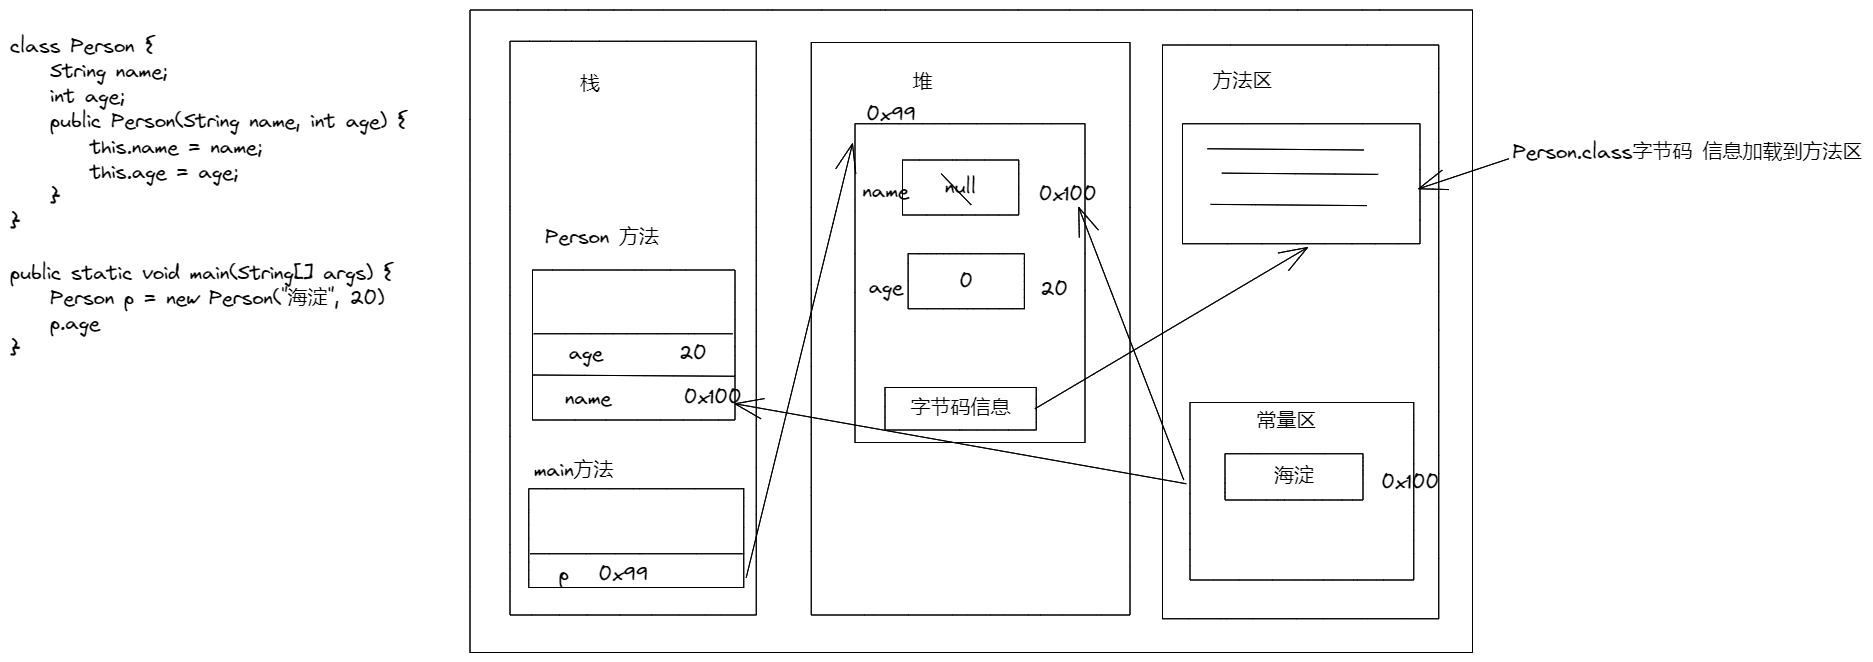 class Person {
String name;
int age;
public Person(String name, int age) {
this.name = name;
this.age = age;
}
}
public static void main(String[] args) {
Person p = new Person("海淀", 20)
p.age
}
栈
Person 方法
age 20
name 0x100
main方法
p 0x99
堆
0x99
name null 0x100
age 0 20
字节码信息
方法区
常量区
海淀 0x100
Person.class字节码 信息加载到方法区